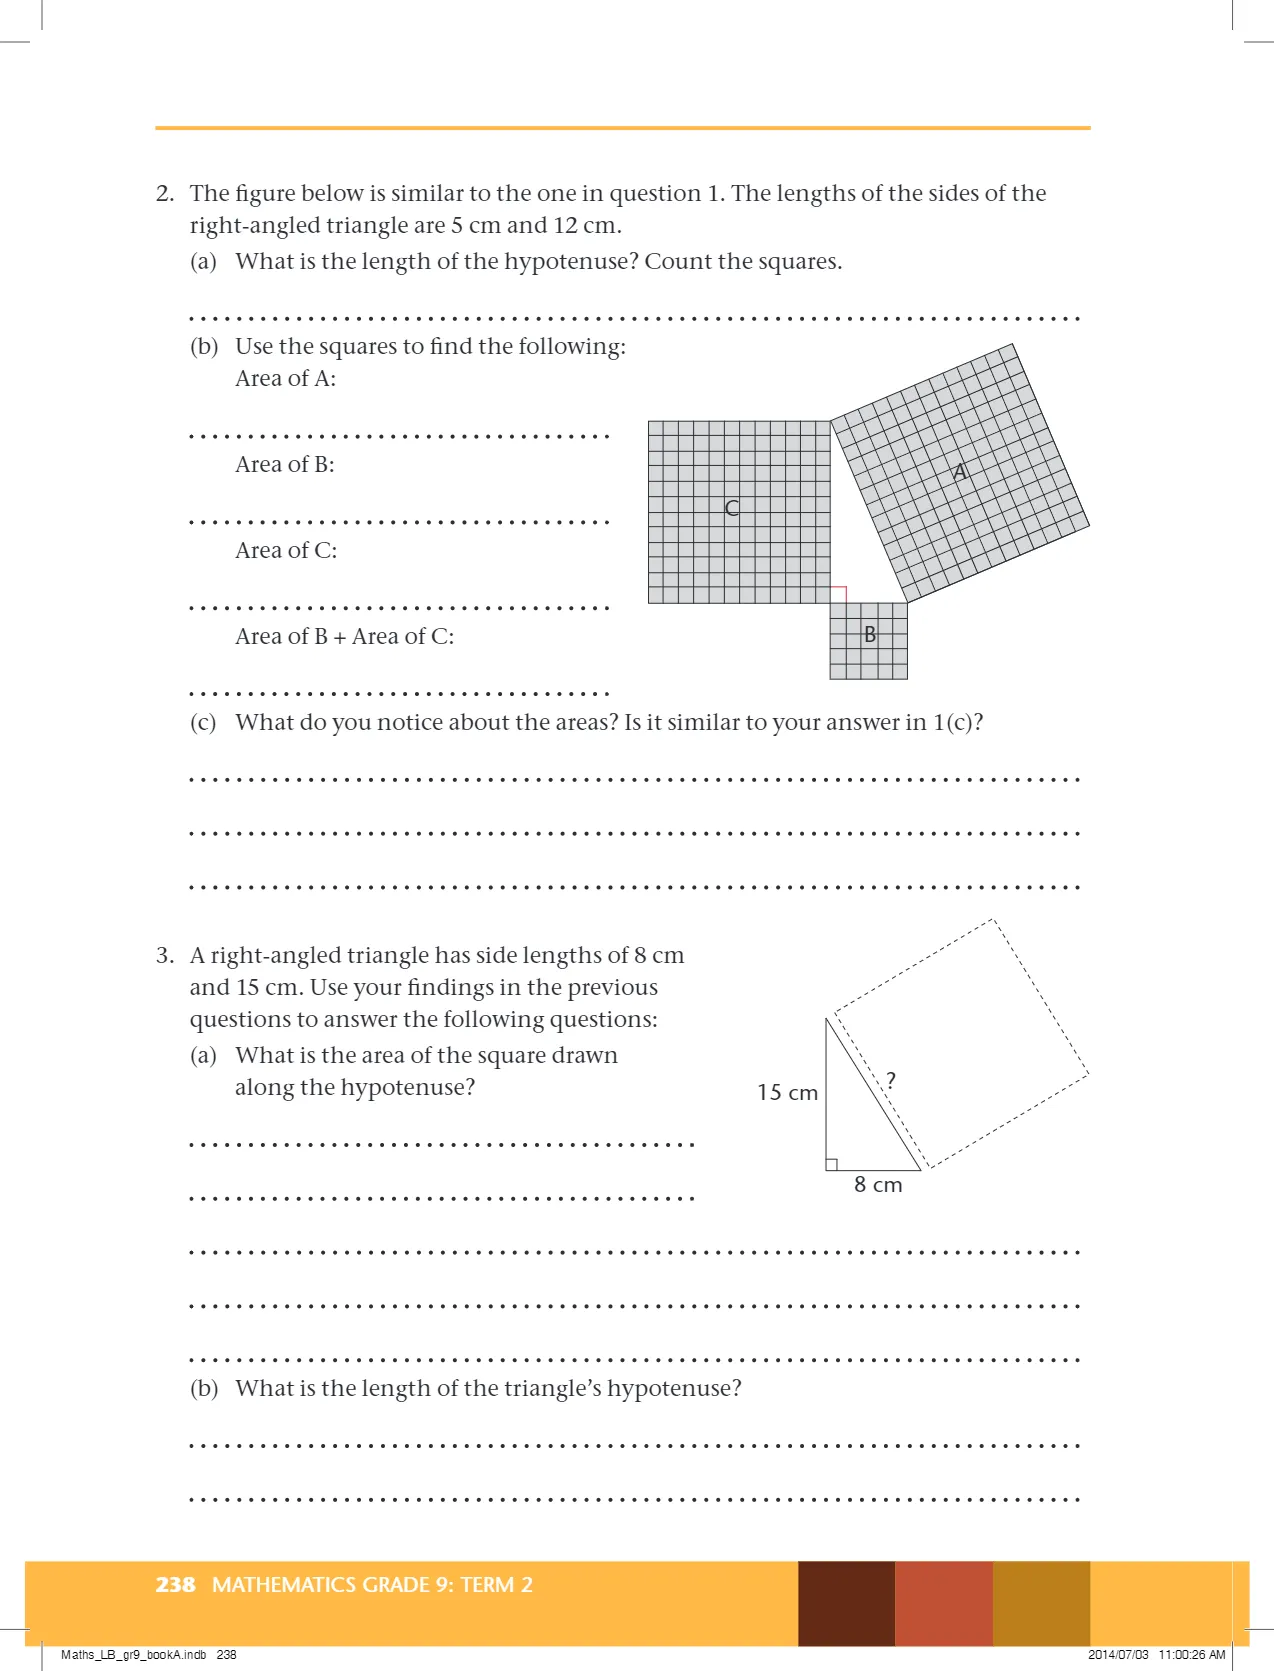 2. The figure below is similar to the one in question 1. The lengths of the sides of the
right-angled triangle are 5 cm and 12 cm.
(a) What is the length of the hypotenuse? Count the squares.
(b) Use the squares to find the following:
Area of A:
Area of B:
Area of C:
Area of B + Area of C:
A
C
B
(c) What do you notice about the areas? Is it similar to your answer in 1(c)?
3. A right-angled triangle has side lengths of 8 cm
and 15 cm. Use your findings in the previous
questions to answer the following questions:
(a) What is the area of the square drawn
along the hypotenuse?
?
15 cm
8 cm
(b) What is the length of the triangle’s hypotenuse?
238 MATHEMATICS GRADE 9: TERM 2
Maths_LB_gr9_bookA.indb 238
2014/07/03 11:00:26 AM